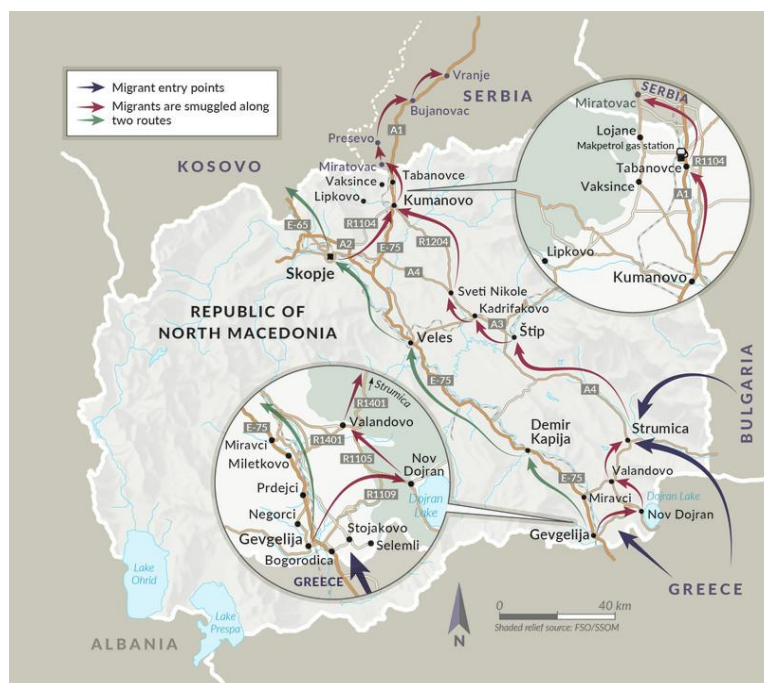 Migrant entry points
Migrants are smuggled along
two routes
Vranje
SERBIA
Bujanovac
A1
Presevo
KOSOVO
Miratovac
Vaksince
Tabanovce
Lipkovo
Kumanovo
E-65
R1104
A2
E-75
R1204
Skopje
A4
Sveti Nikole
REPUBLIC OF
NORTH MACEDONIA
Kadrifakovo
A3
Štip
Veles
E-75
A4
BULGARIA
Strumica
Demir
Kapija
Valandovo
E-75
Miravci
Dojran Lake
Nov Dojran
Gevgelija
GREECE
Lake
Ohrid
Lake
Prespa
ALBANIA
N
0
40 km
Shaded relief source: FSO/SSOM
SERBIA
Miratovac
Lojane
Makpetrol gas station
R1104
Tabanovce
Vaksince
A1
Lipkovo
Kumanovo
Strumica
R1401
Valandovo
E-75
R1401
Miravci
R1105
Miletkovo
Nov
Dojran
Prdejci
Dojran
Lake
R1109
Negorci
Stojakovo
Gevgelija
Selemli
Bogorodica
GREECE